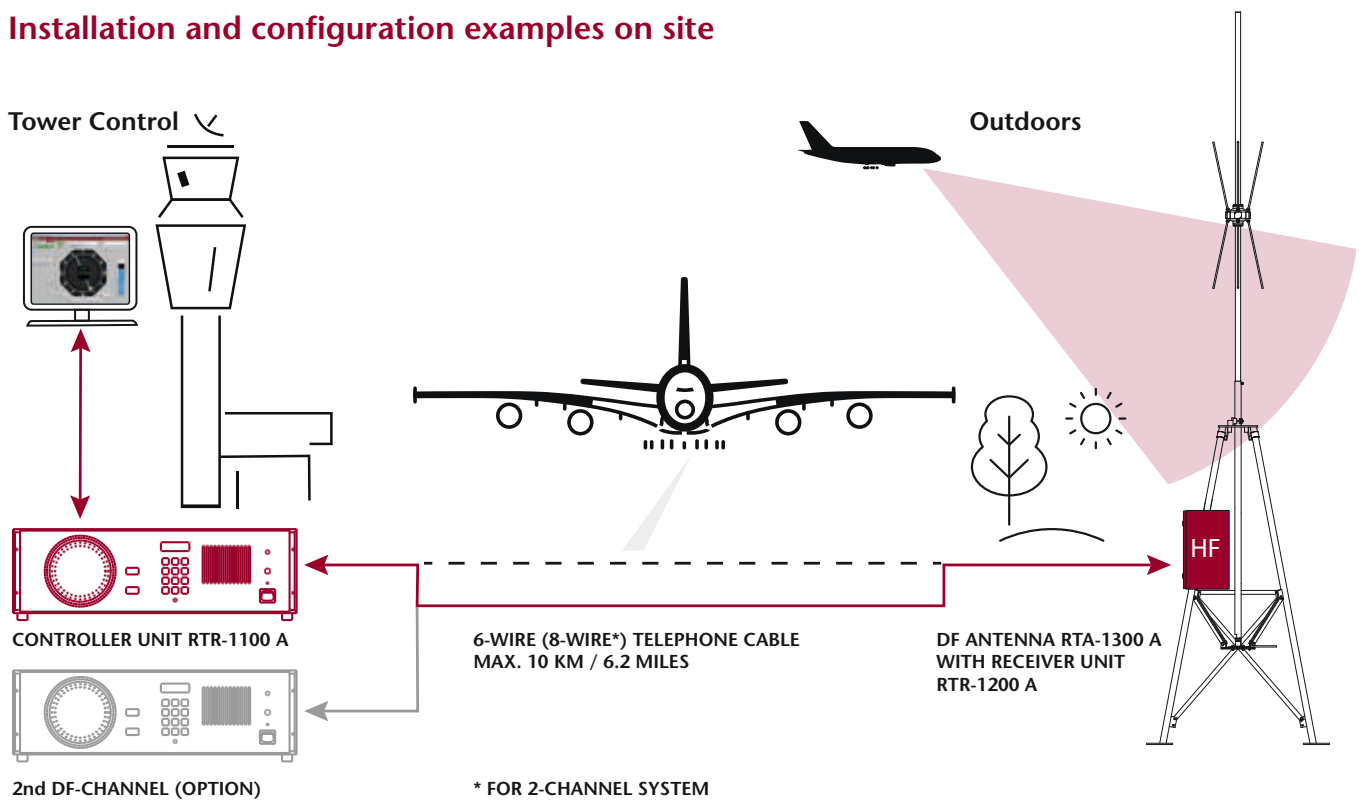 Installation and configuration examples on site
Tower Control
Outdoors
HF
CONTROLLER UNIT RTR-1100 A
6-WIRE (8-WIRE*) TELEPHONE CABLE
MAX. 10 KM / 6.2 MILES
DF ANTENNA RTA-1300 A
WITH RECEIVER UNIT
RTR-1200 A
2nd DF-CHANNEL (OPTION)
* FOR 2-CHANNEL SYSTEM